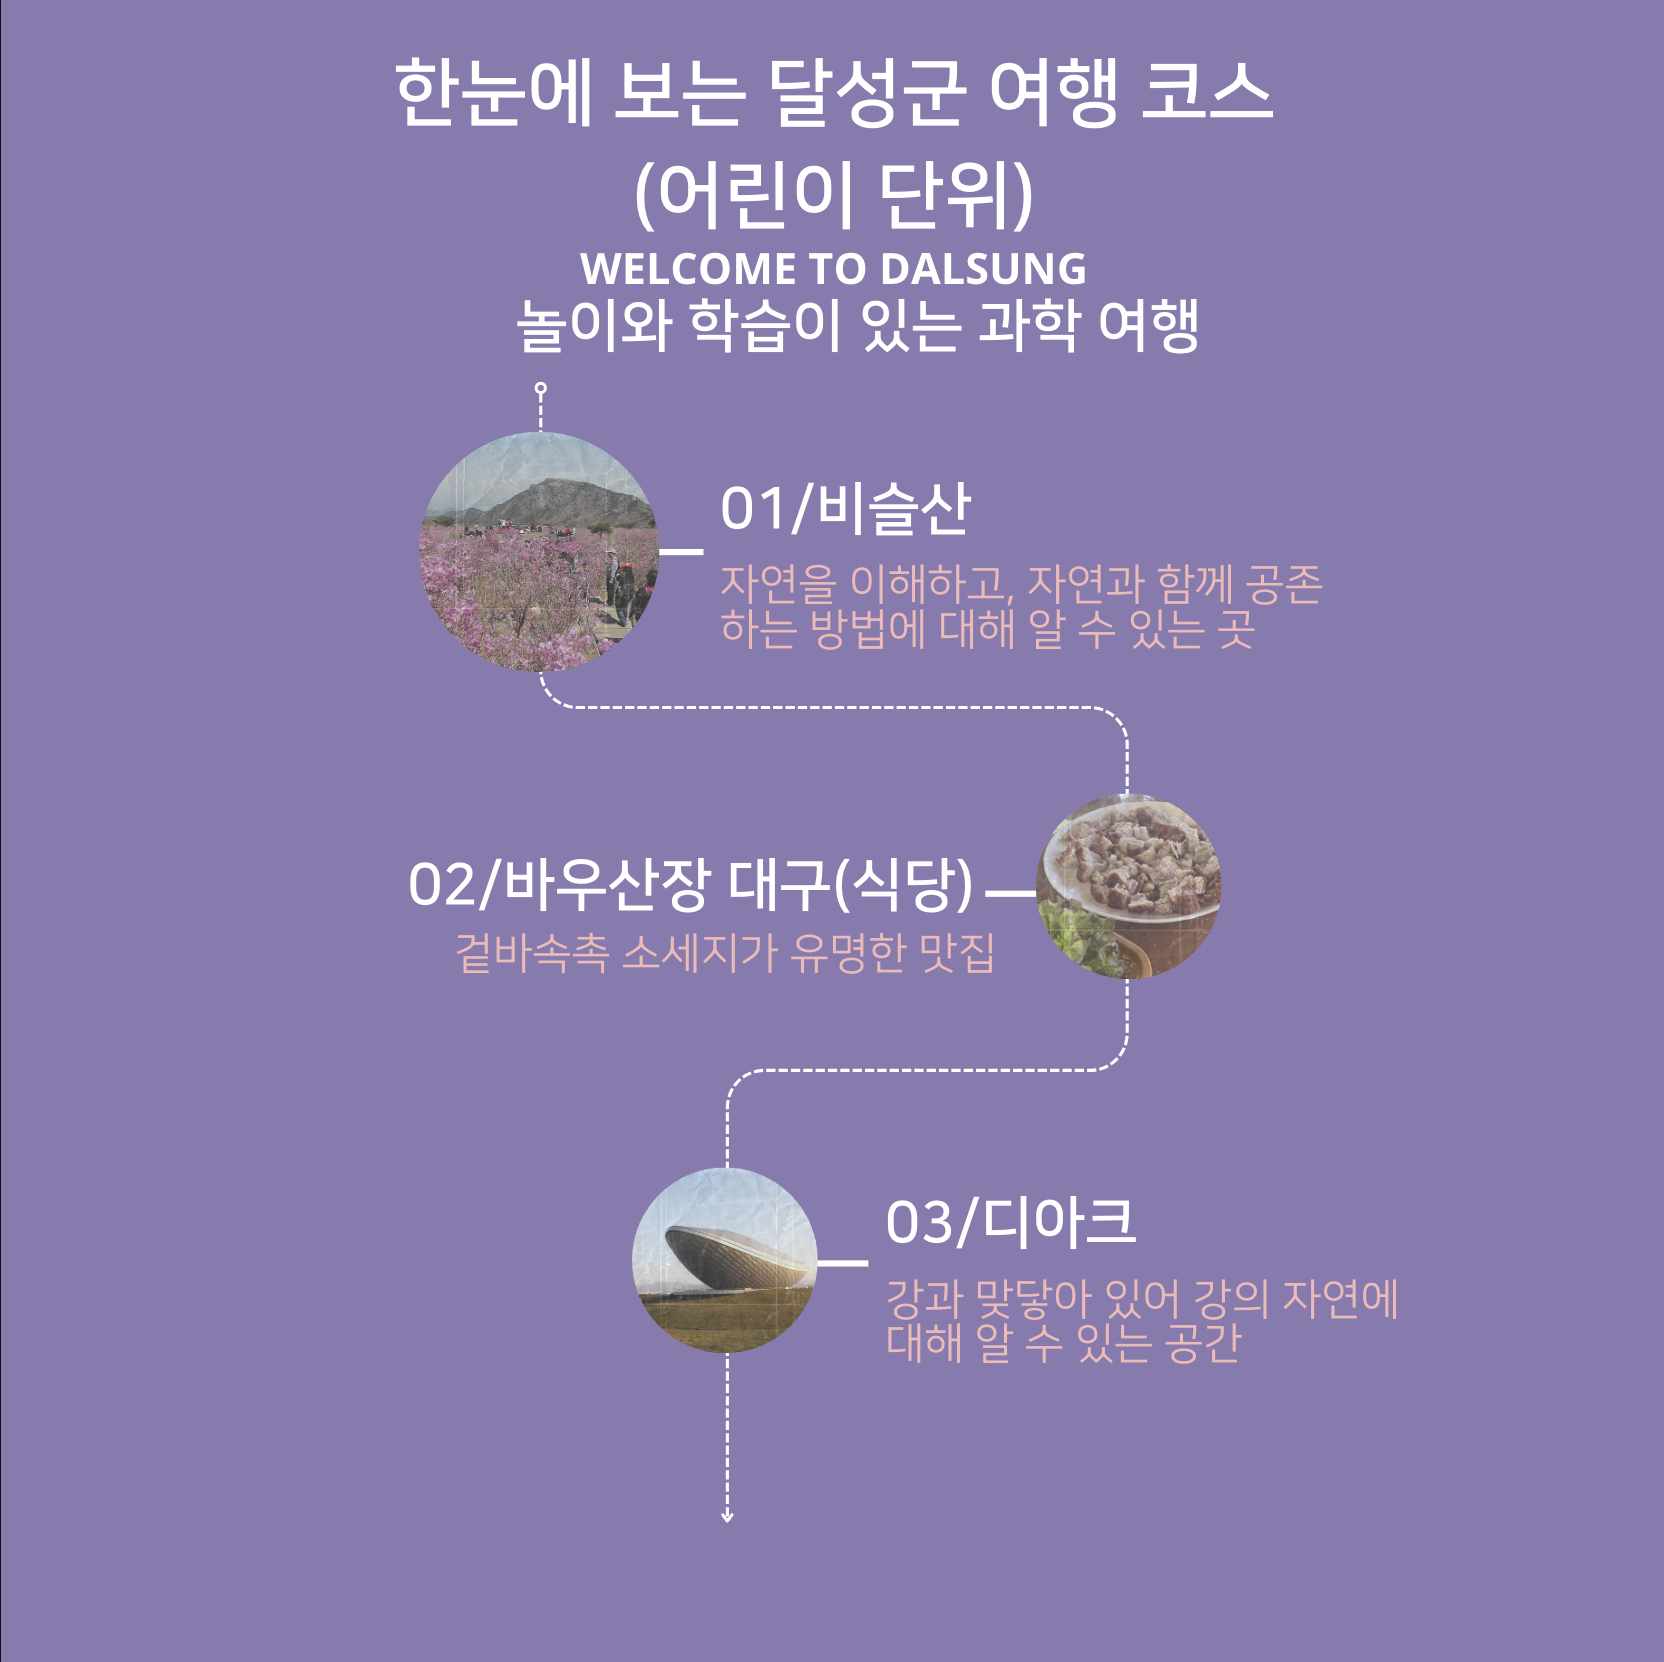 한눈에 보는 달성군 여행 코스
(어린이 단위)
WELCOME TO DALSUNG
놀이와 학습이 있는 과학 여행
01/비슬산
자연을 이해하고, 자연과 함께 공존
하는 방법에 대해 알 수 있는 곳
02/바우산장 대구(식당)
겉바속촉 소세지가 유명한 맛집
03/디아크
강과 맞닿아 있어 강의 자연에
대해 알 수 있는 공간